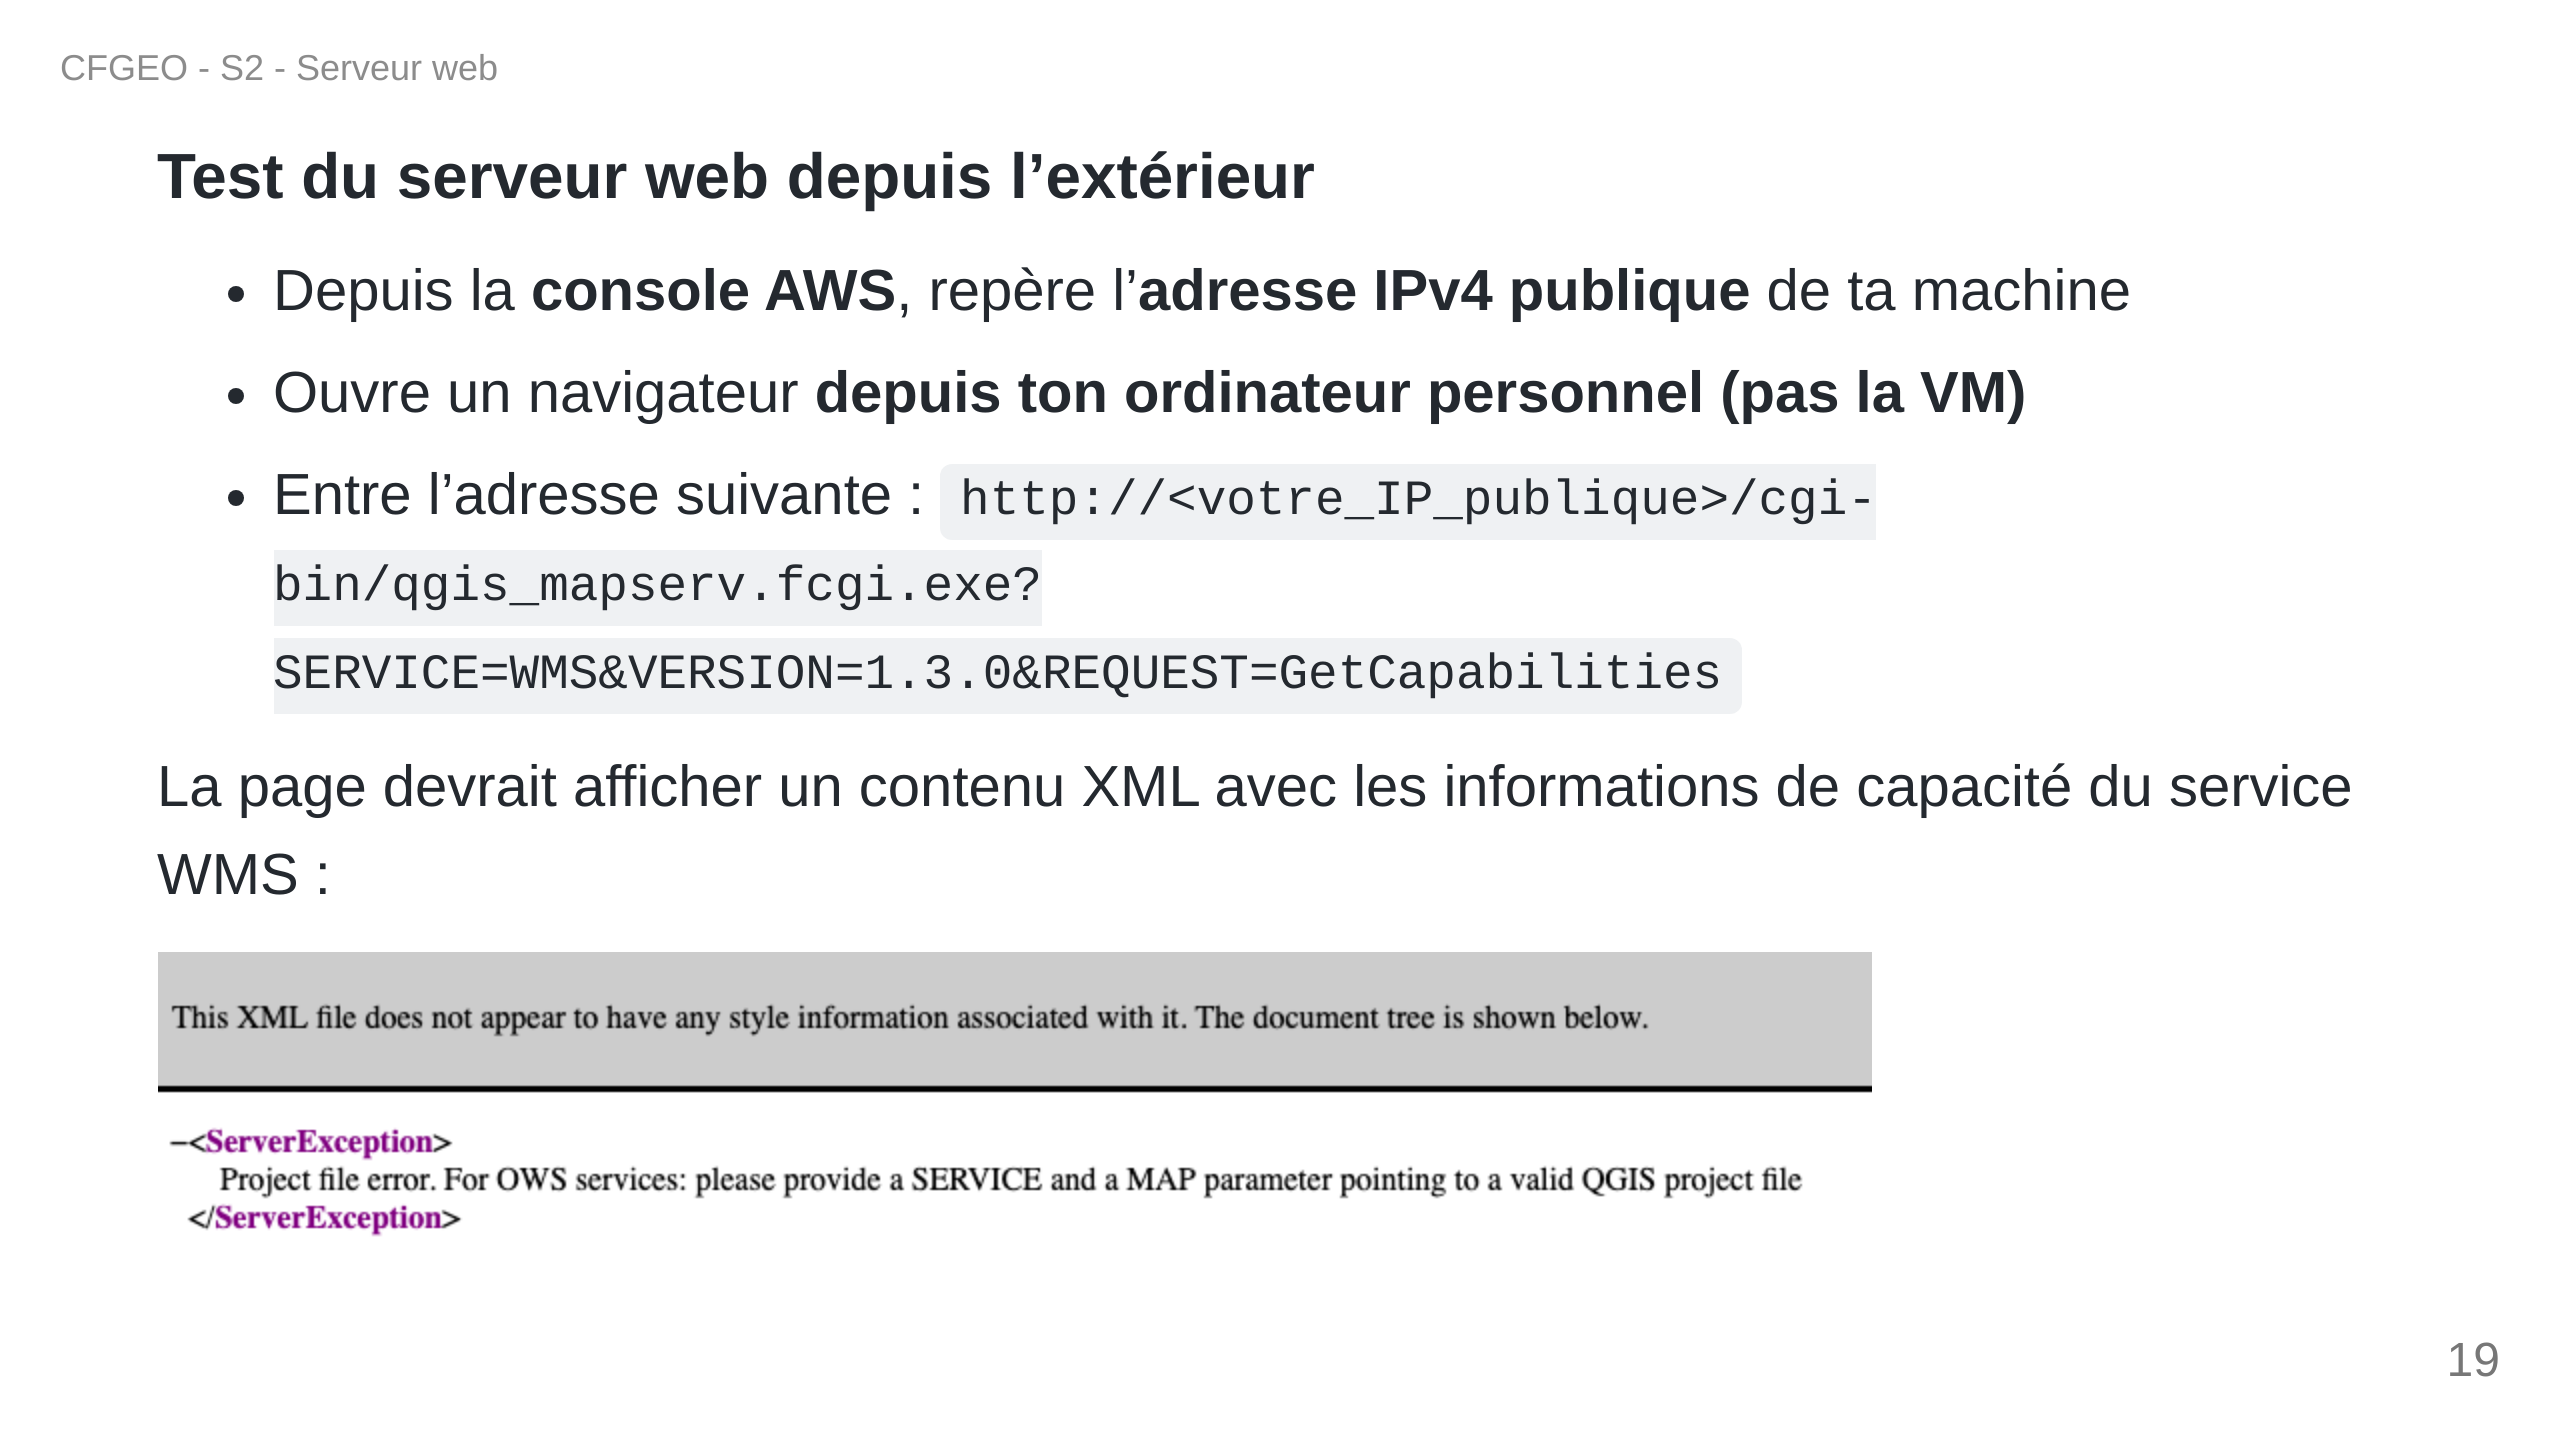 CFGEO - S2 - Serveur web
Test du serveur web depuis l’extérieur
• Depuis la console AWS, repère l’adresse IPv4 publique de ta machine
• Ouvre un navigateur depuis ton ordinateur personnel (pas la VM)
• Entre l’adresse suivante : http://<votre_IP_publique>/cgi-
bin/qgis_mapserv.fcgi.exe?
SERVICE=WMS&VERSION=1.3.0&REQUEST=GetCapabilities
La page devrait afficher un contenu XML avec les informations de capacité du service
WMS :
This XML file does not appear to have any style information associated with it. The document tree is shown below.
–<ServerException>
Project file error. For OWS services: please provide a SERVICE and a MAP parameter pointing to a valid QGIS project file
</ServerException>
19